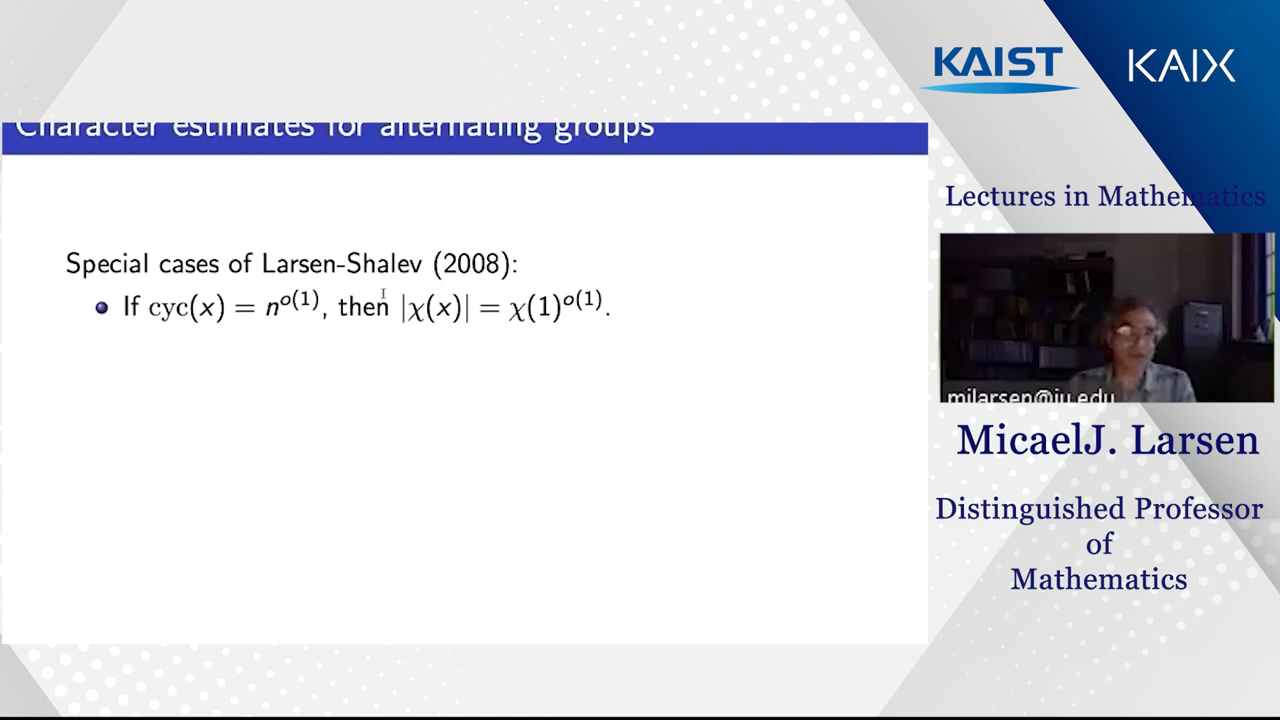 KAIST KAIX
Character estimates for alternating groups
Special cases of Larsen-Shalev (2008):
If cyc(x) = n^{o(1)}, then |χ(x)| = χ(1)^{o(1)}.
Lectures in Mathematics
milarsen@iu.edu
MicaelJ. Larsen
Distinguished Professor
of
Mathematics